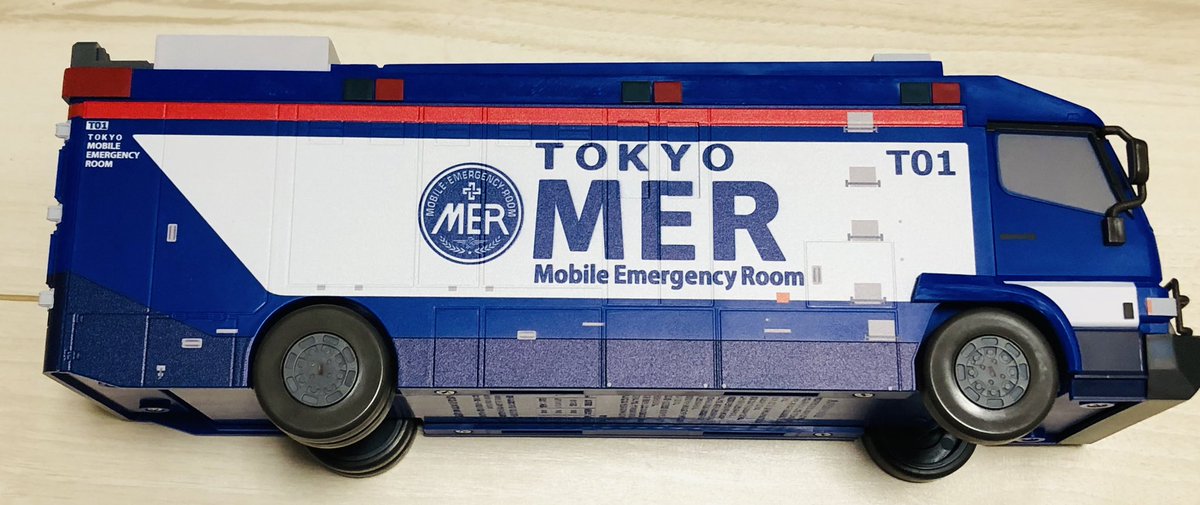 T01
TOKYO
MOBILE
EMERGENCY
ROOM
MOBILE·EMERGENCY·ROOM
MER
TOKYO
MER
Mobile Emergency Room
T01